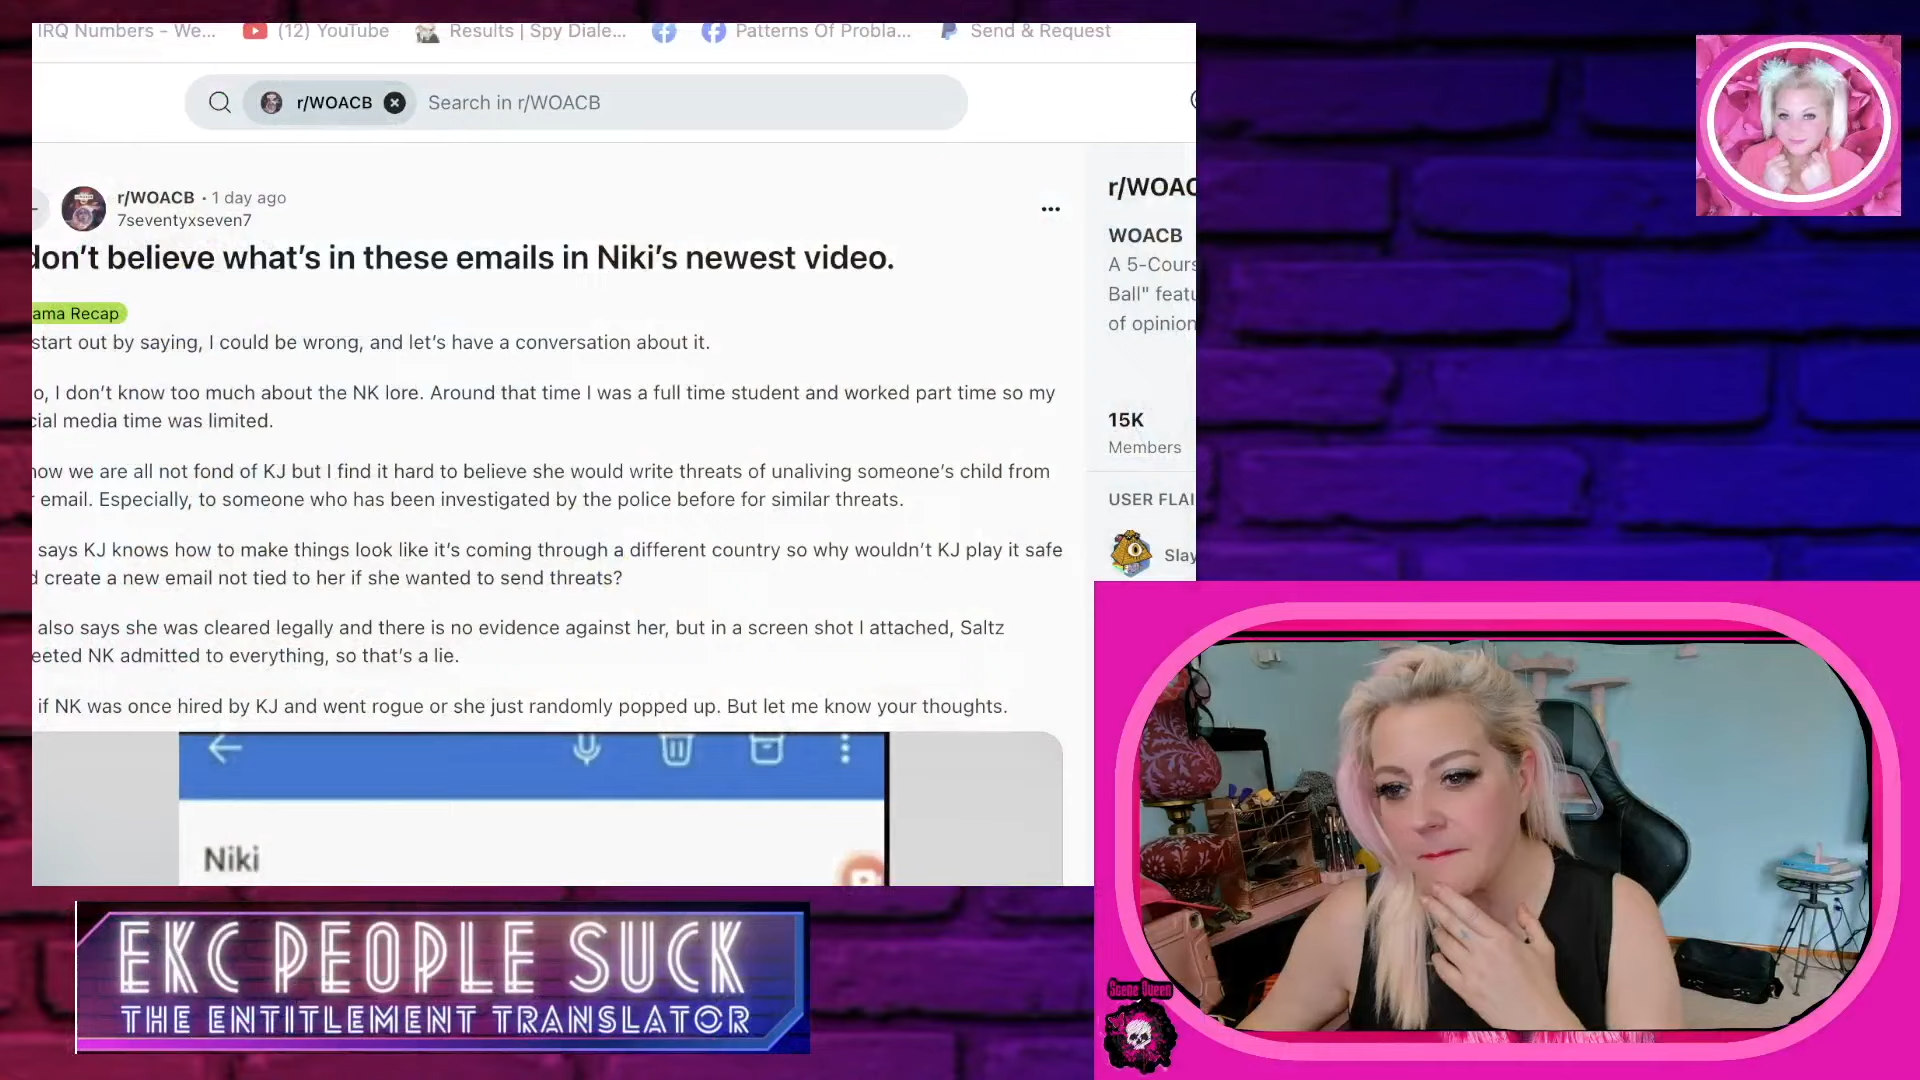 IRQ Numbers - We...
(12) YouTube
Results | Spy Diale...
Patterns Of Probla...
Send & Request
r/WOACB
Search in r/WOACB
r/WOACB • 1 day ago
7seventyxseven7
don't believe what's in these emails in Niki's newest video.
ama Recap
start out by saying, I could be wrong, and let's have a conversation about it.
o, I don't know too much about the NK lore. Around that time I was a full time student and worked part time so my
cial media time was limited.
now we are all not fond of KJ but I find it hard to believe she would write threats of unaliving someone's child from
r email. Especially, to someone who has been investigated by the police before for similar threats.
says KJ knows how to make things look like it's coming through a different country so why wouldn't KJ play it safe
d create a new email not tied to her if she wanted to send threats?
also says she was cleared legally and there is no evidence against her, but in a screen shot I attached, Saltz
eeted NK admitted to everything, so that's a lie.
if NK was once hired by KJ and went rogue or she just randomly popped up. But let me know your thoughts.
Niki
r/WOAC
WOACB
A 5-Cours
Ball" featu
of opinion
15K
Members
USER FLAI
Slay
EKC PEOPLE SUCK
THE ENTITLEMENT TRANSLATOR
Scene Queen